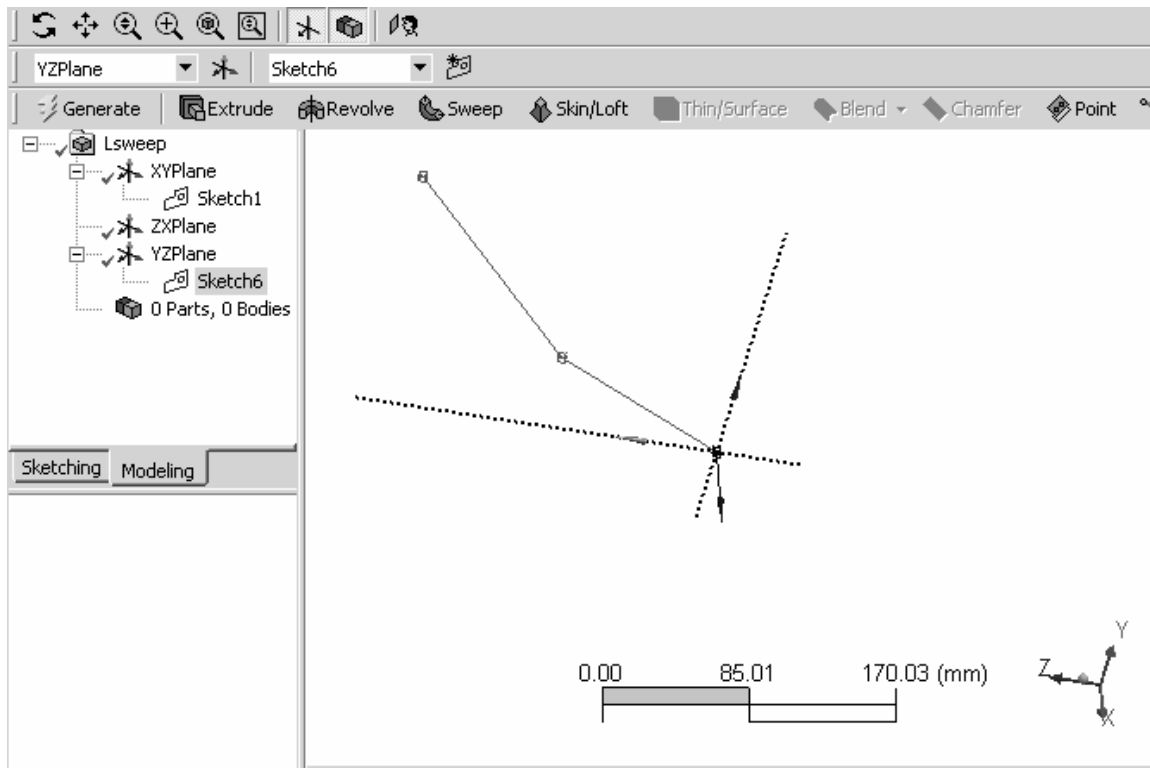 YZPlane Sketch6
Generate Extrude Revolve Sweep Skin/Loft Thin/Surface Blend Chamfer Point
Lsweep
XYPlane
Sketch1
ZXPlane
YZPlane
Sketch6
0 Parts, 0 Bodies
Sketching Modeling
0.00 85.01 170.03 (mm)
Y
Z
X